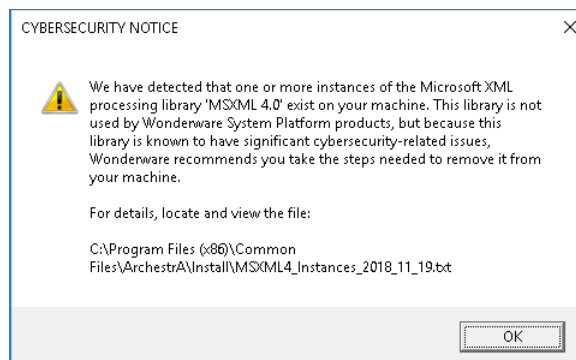 CYBERSECURITY NOTICE
We have detected that one or more instances of the Microsoft XML
processing library 'MSXML 4.0' exist on your machine. This library is not
used by Wonderware System Platform products, but because this
library is known to have significant cybersecurity-related issues,
Wonderware recommends you take the steps needed to remove it from
your machine.
For details, locate and view the file:
C:\Program Files (x86)\Common
Files\ArchestrA\Install\MSXML4_Instances_2018_11_19.txt
OK